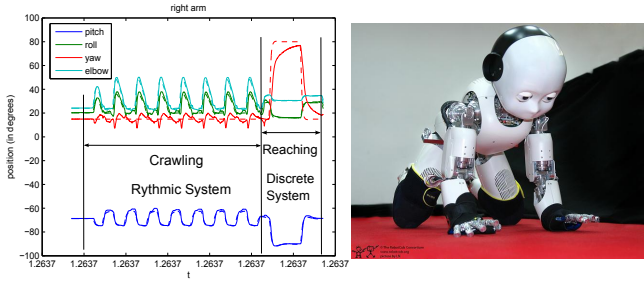 right arm
100
80
60
40
20
0
−20
−40
−60
−80
−100
position (in degrees)
pitch
roll
yaw
elbow
Crawling
Reaching
Rythmic System
Discrete
System
1.2637 1.2637 1.2637 1.2637 1.2637 1.2637 1.2637 1.2637
t